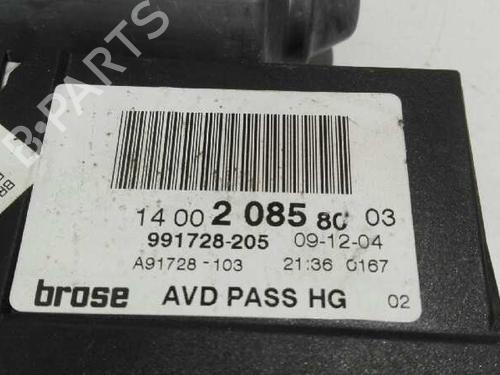 B-PARTS
14 00 2 085 80 03
991728-205 09-12-04
A91728-103 21:36 0167
brose AVD PASS HG 02